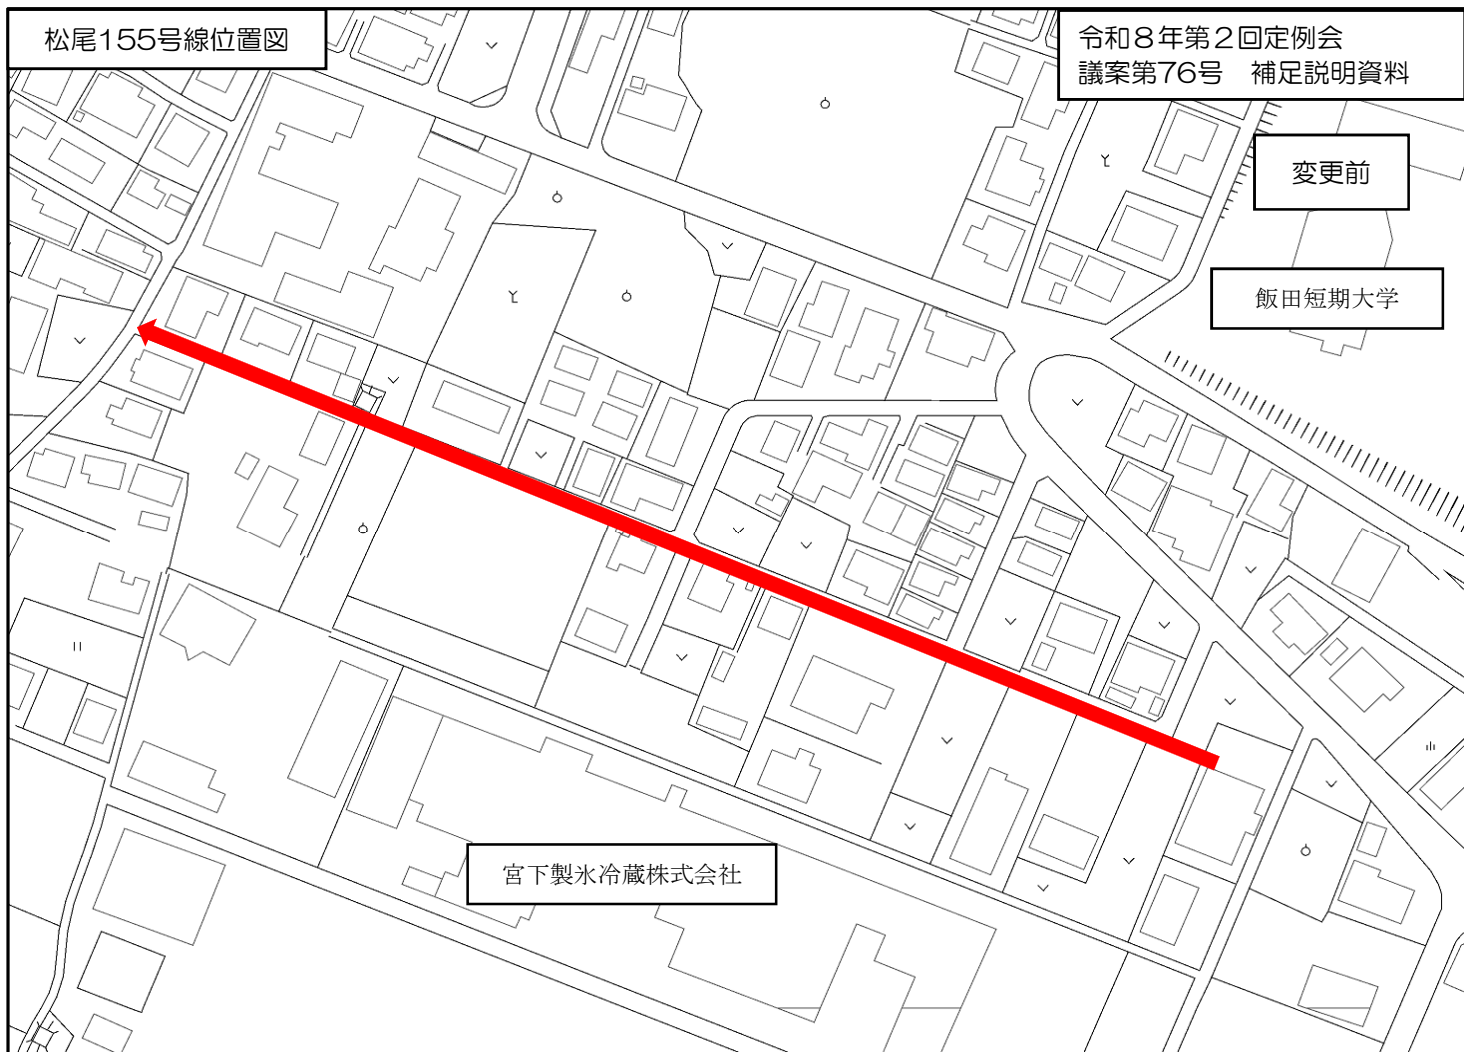 松尾155号線位置図
令和8年第2回定例会
議案第76号　補足説明資料
変更前
飯田短期大学
宮下製氷冷蔵株式会社